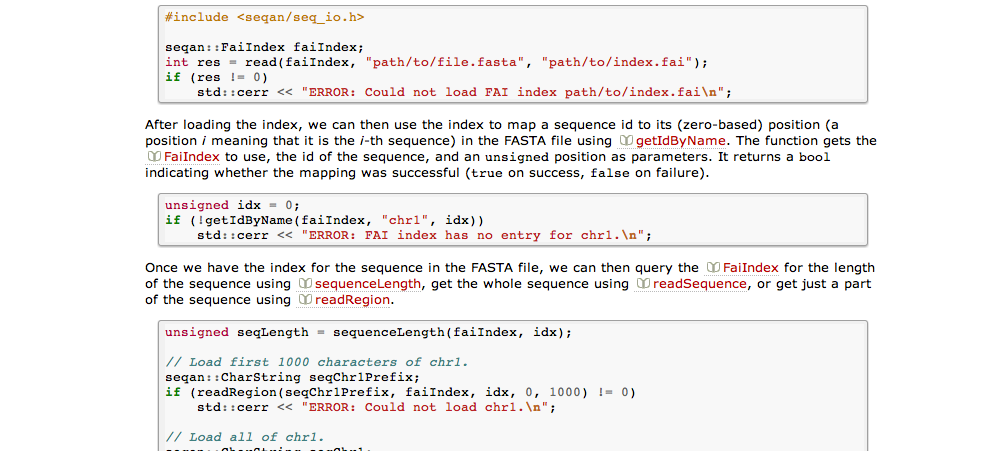 #include <seqan/seq_io.h>
seqan::FaiIndex faiIndex;
int res = read(faiIndex, "path/to/file.fasta", "path/to/index.fai");
if (res != 0)
    std::cerr << "ERROR: Could not load FAI index path/to/index.fai\n";
After loading the index, we can then use the index to map a sequence id to its (zero-based) position (a
position i meaning that it is the i-th sequence) in the FASTA file using getIdByName. The function gets the
FaiIndex to use, the id of the sequence, and an unsigned position as parameters. It returns a bool
indicating whether the mapping was successful (true on success, false on failure).
unsigned idx = 0;
if (!getIdByName(faiIndex, "chr1", idx))
    std::cerr << "ERROR: FAI index has no entry for chr1.\n";
Once we have the index for the sequence in the FASTA file, we can then query the FaiIndex for the length
of the sequence using sequenceLength, get the whole sequence using readSequence, or get just a part
of the sequence using readRegion.
unsigned seqLength = sequenceLength(faiIndex, idx);
// Load first 1000 characters of chr1.
seqan::CharString seqChr1Prefix;
if (readRegion(seqChr1Prefix, faiIndex, idx, 0, 1000) != 0)
    std::cerr << "ERROR: Could not load chr1.\n";
// Load all of chr1.